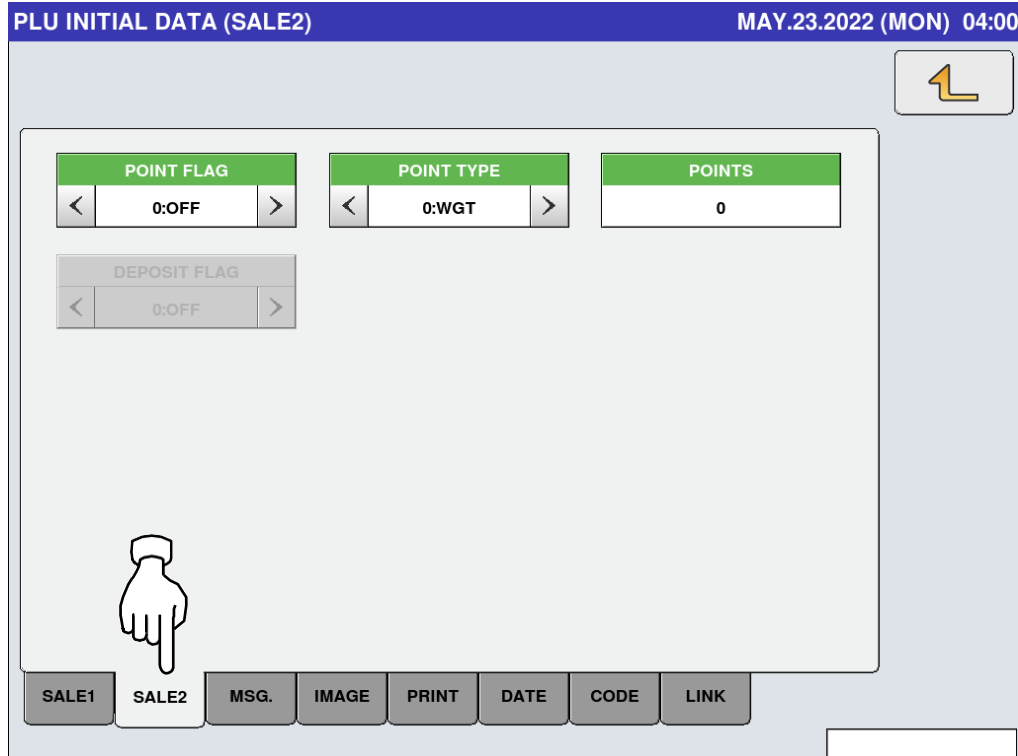 PLU INITIAL DATA (SALE2) MAY.23.2022 (MON) 04:00
POINT FLAG POINT TYPE POINTS
0:OFF 0:WGT 0
DEPOSIT FLAG
0:OFF
SALE1 SALE2 MSG. IMAGE PRINT DATE CODE LINK